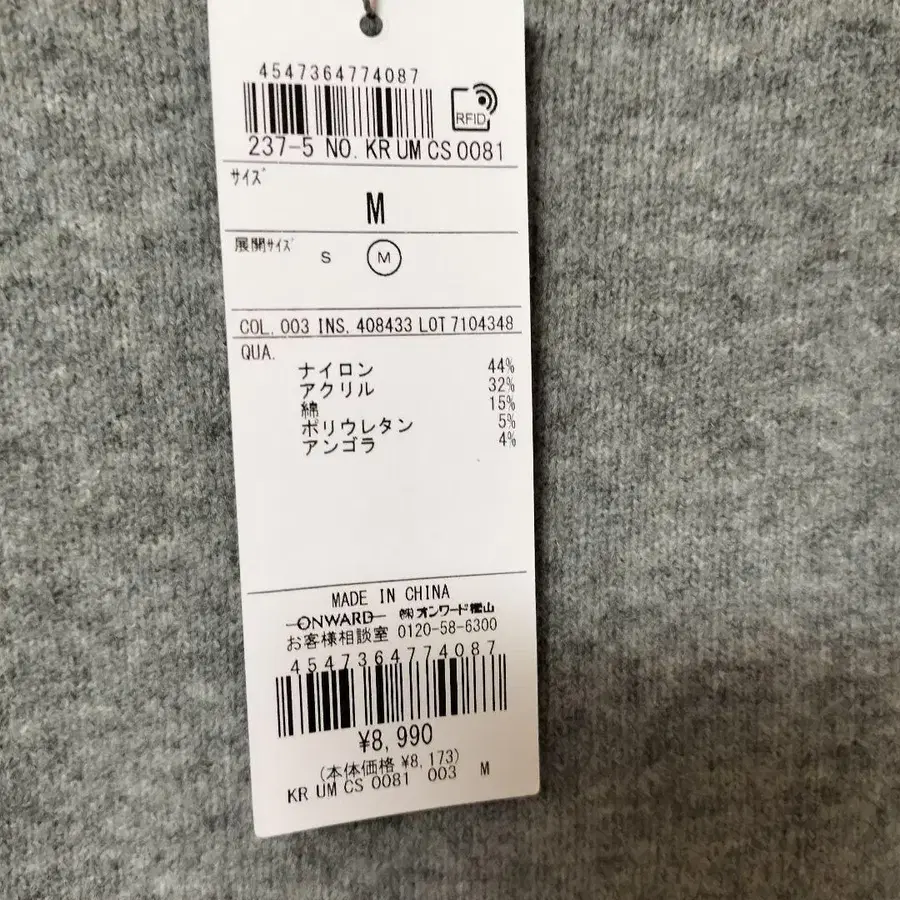 4547364774087
RFID
237-5 NO. KR UM CS 0081
サイズ
M
展開サイズ S M
COL. 003 INS. 408433 LOT 7104348
QUA.
ナイロン 44%
アクリル 32%
綿 15%
ポリウレタン 5%
アンゴラ 4%
MADE IN CHINA
ONWARD ㈱オンワード樫山
お客様相談室 0120-58-6300
4547364774087
¥8,990
(本体価格 ¥8,173)
KR UM CS 0081 003 M